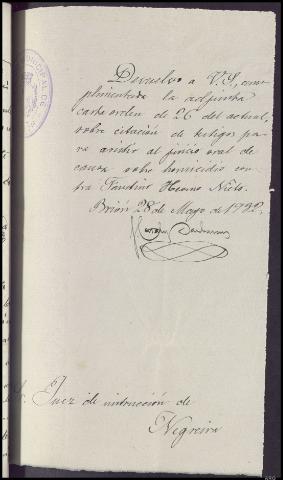 Devuelvo a V.S, cum
plimentada la adjunta
carta orden de 26 del actual,
sobre citación de testigos pa
ra asistir al juicio oral de
causa sobre homicidio con
tra
Brión 28 de Mayo de
Sr. Juez de instrucción de
Negreira